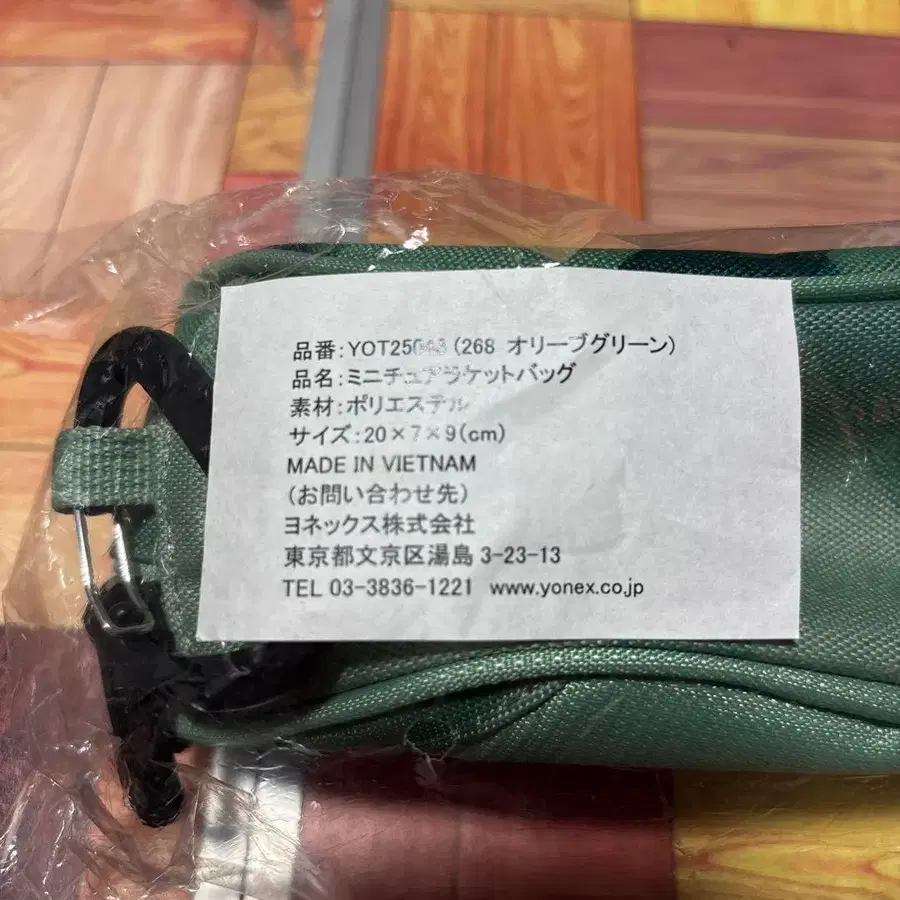 品番:YOT25043(268 オリーブグリーン)
品名:ミニチュアラケットバッグ
素材:ポリエステル
サイズ:20×7×9(cm)
MADE IN VIETNAM
(お問い合わせ先)
ヨネックス株式会社
東京都文京区湯島 3-23-13
TEL 03-3836-1221 www.yonex.co.jp